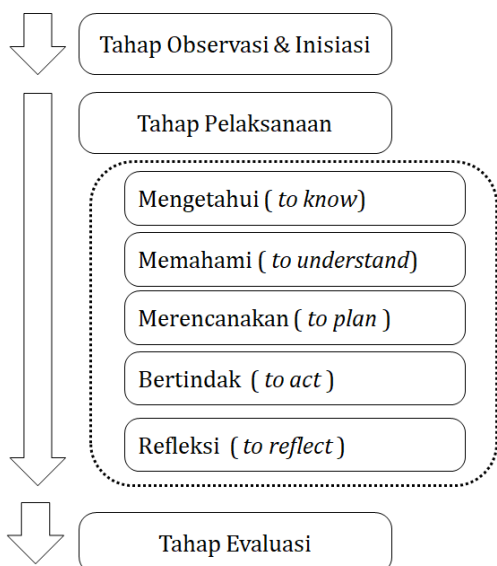 Tahap Observasi & Inisiasi
Tahap Pelaksanaan
Mengetahui ( to know)
Memahami ( to understand)
Merencanakan ( to plan )
Bertindak ( to act )
Refleksi ( to reflect )
Tahap Evaluasi